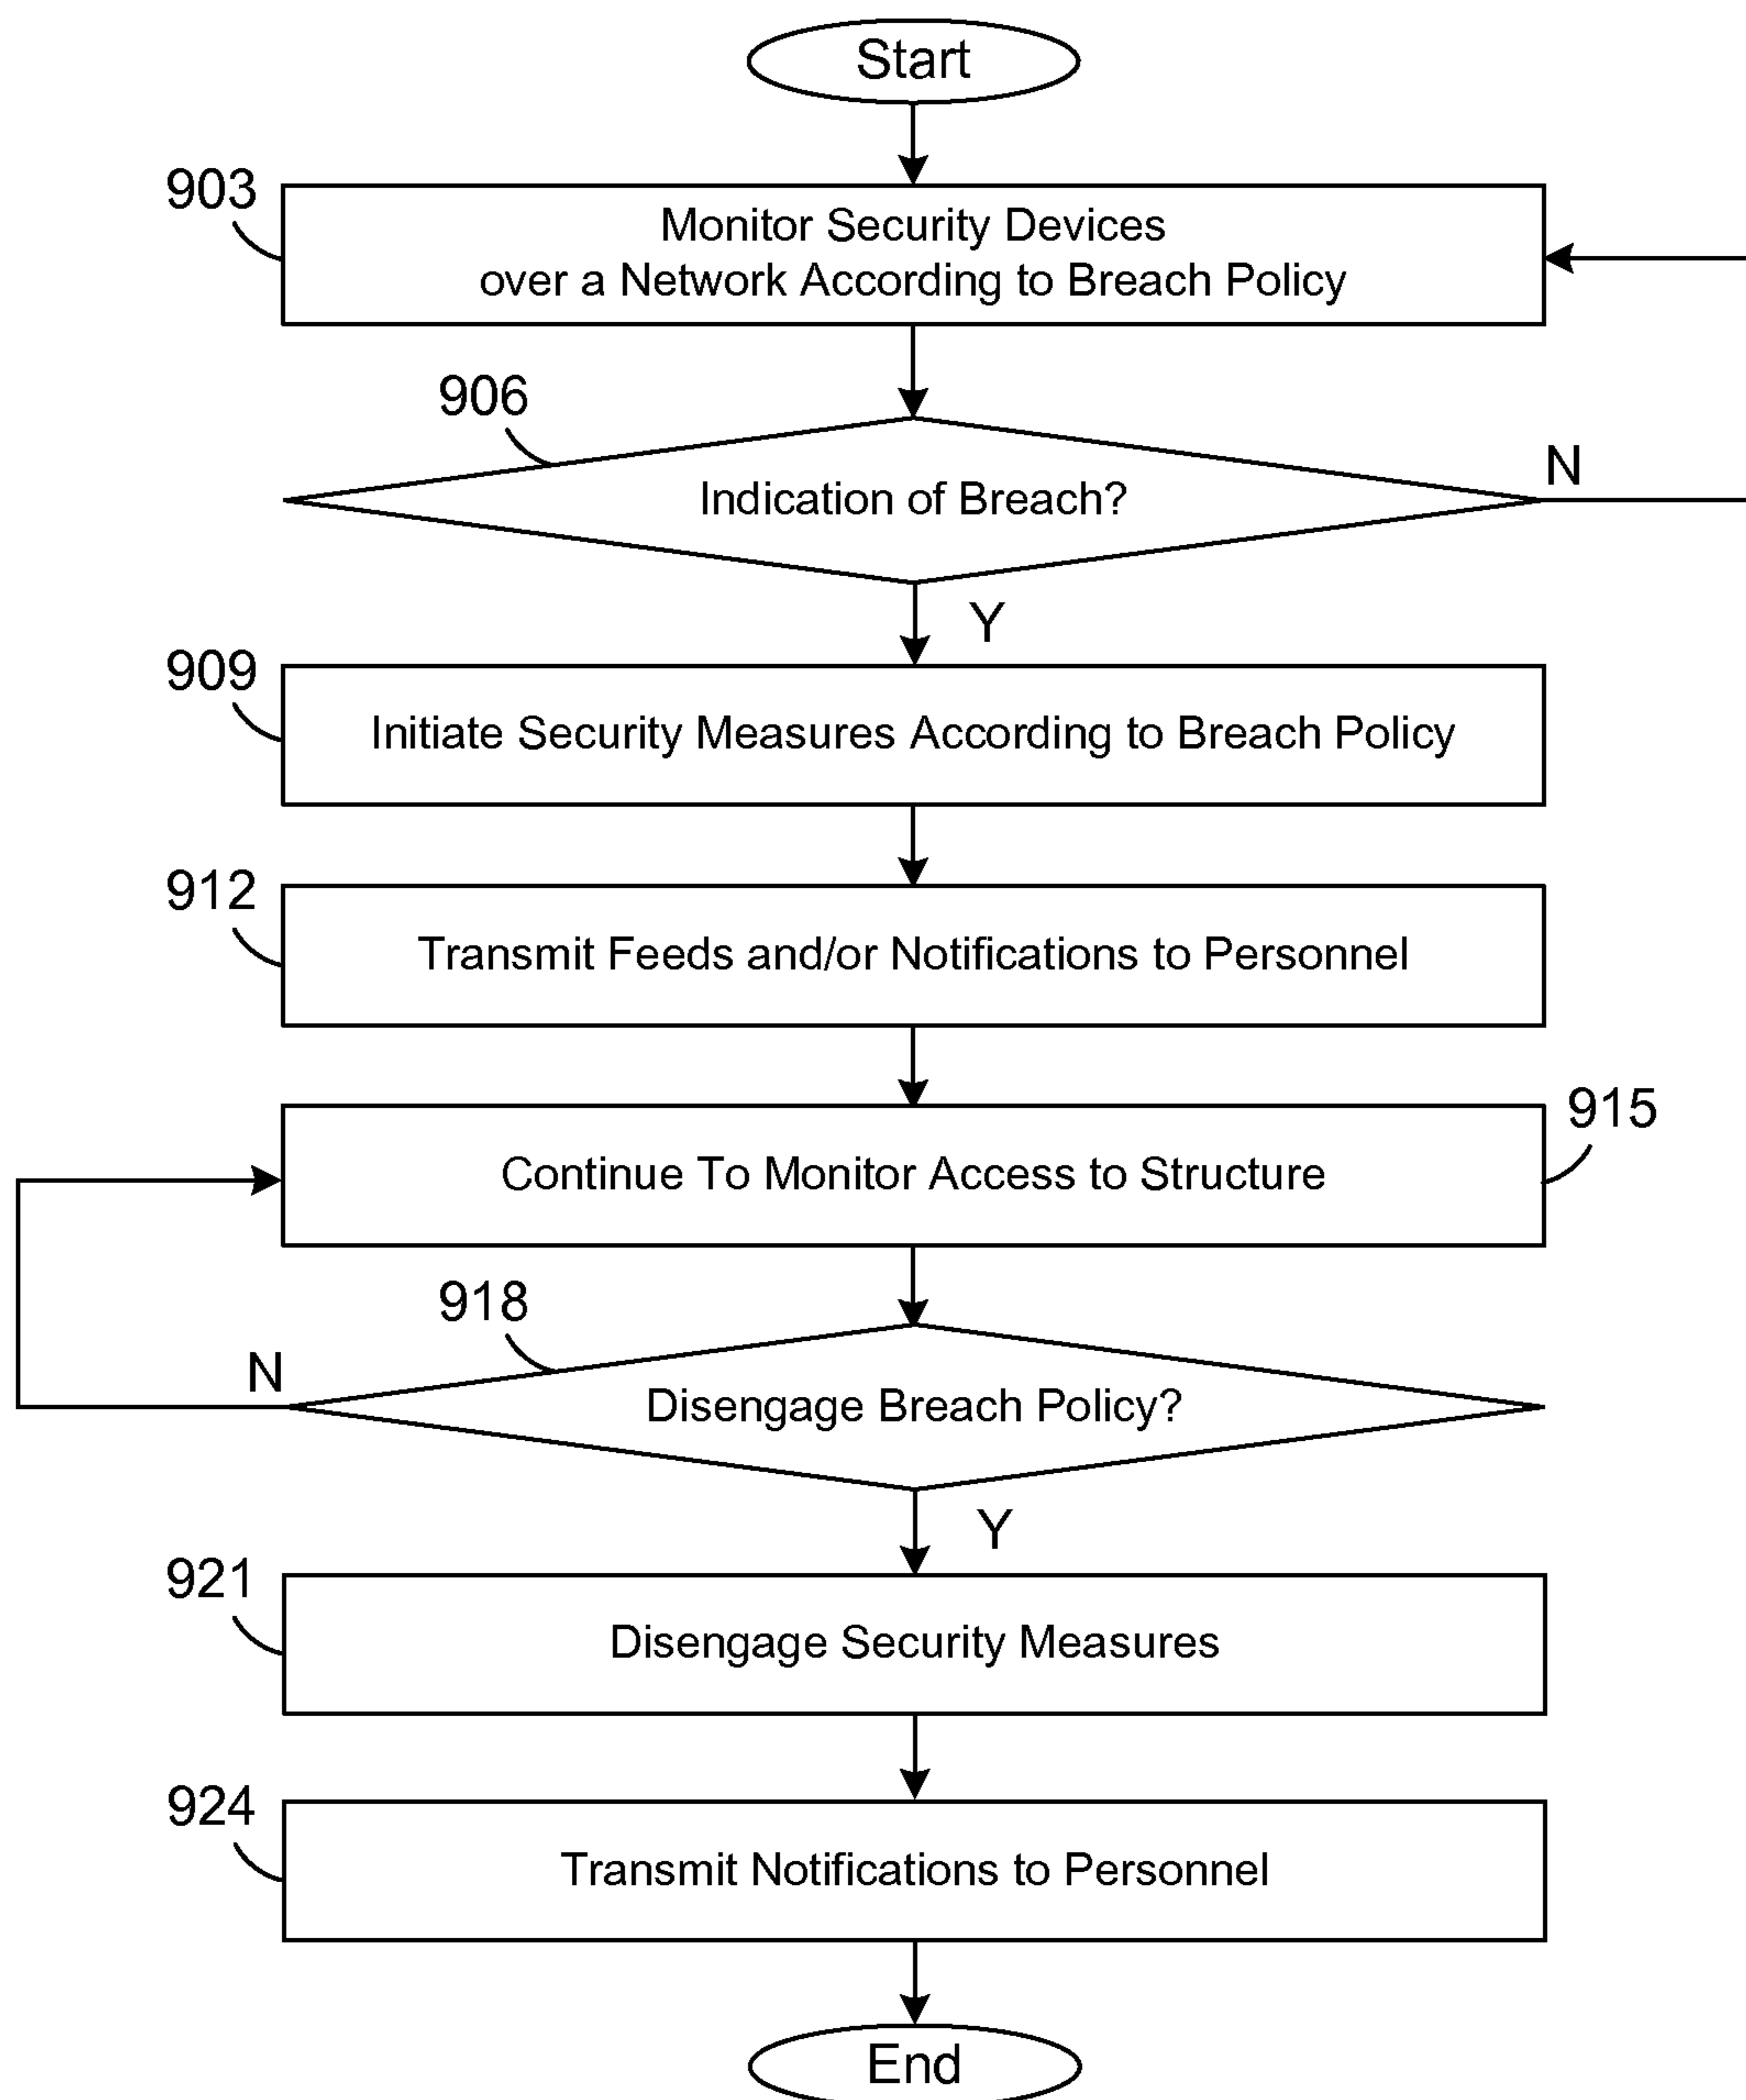 Start
903
Monitor Security Devices
over a Network According to Breach Policy
906
Indication of Breach?
N
Y
909
Initiate Security Measures According to Breach Policy
912
Transmit Feeds and/or Notifications to Personnel
915
Continue To Monitor Access to Structure
918
N
Disengage Breach Policy?
Y
921
Disengage Security Measures
924
Transmit Notifications to Personnel
End